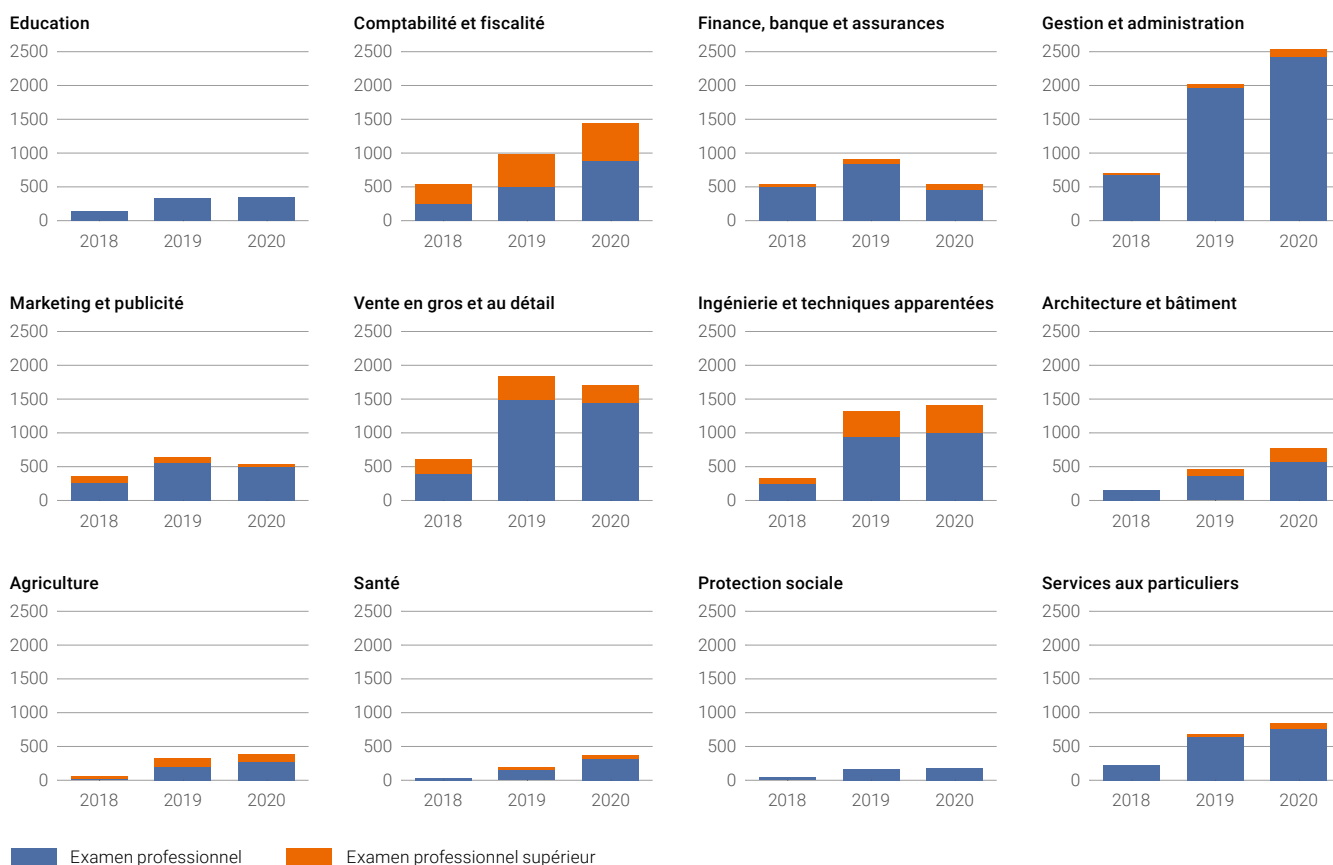 Education
Comptabilité et fiscalité
Finance, banque et assurances
Gestion et administration
2500
2000
1500
1000
500
0
2018 2019 2020
2500
2000
1500
1000
500
0
2018 2019 2020
2500
2000
1500
1000
500
0
2018 2019 2020
2500
2000
1500
1000
500
0
2018 2019 2020
Marketing et publicité
Vente en gros et au détail
Ingénierie et techniques apparentées
Architecture et bâtiment
2500
2000
1500
1000
500
0
2018 2019 2020
2500
2000
1500
1000
500
0
2018 2019 2020
2500
2000
1500
1000
500
0
2018 2019 2020
2500
2000
1500
1000
500
0
2018 2019 2020
Agriculture
Santé
Protection sociale
Services aux particuliers
2500
2000
1500
1000
500
0
2018 2019 2020
2500
2000
1500
1000
500
0
2018 2019 2020
2500
2000
1500
1000
500
0
2018 2019 2020
2500
2000
1500
1000
500
0
2018 2019 2020
Examen professionnel
Examen professionnel supérieur